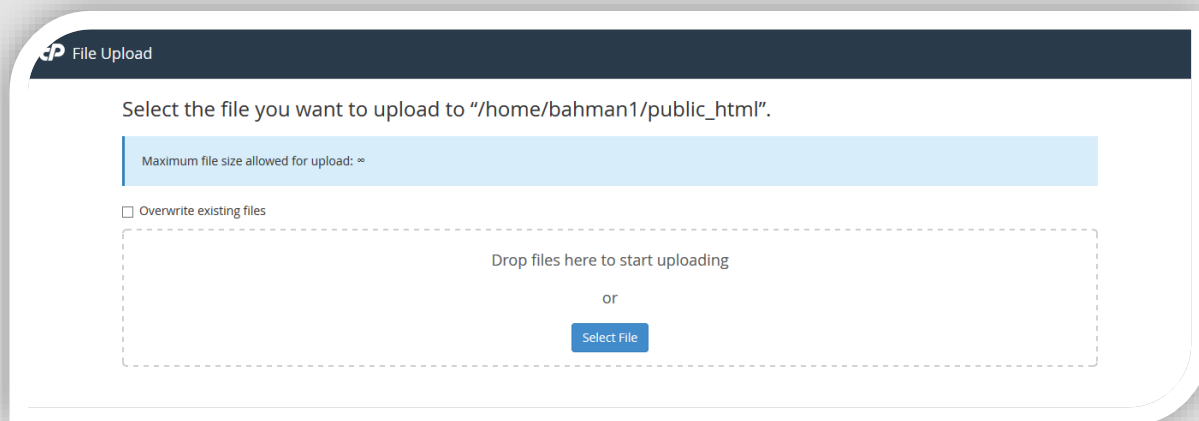 cP File Upload
Select the file you want to upload to “/home/bahman1/public_html”.
Maximum file size allowed for upload: ∞
Overwrite existing files
Drop files here to start uploading
or
Select File